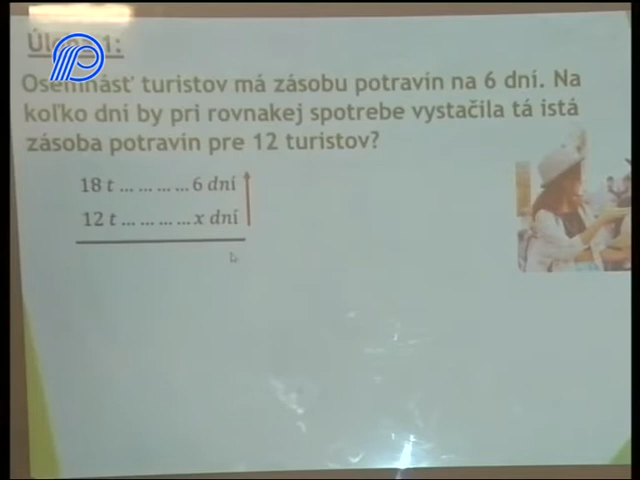 Úloha 1:
Osemnásť turistov má zásobu potravín na 6 dní. Na
koľko dní by pri rovnakej spotrebe vystačila tá istá
zásoba potravín pre 12 turistov?
18 t ... ... ... ... 6 dní
12 t ... ... ... ... x dní